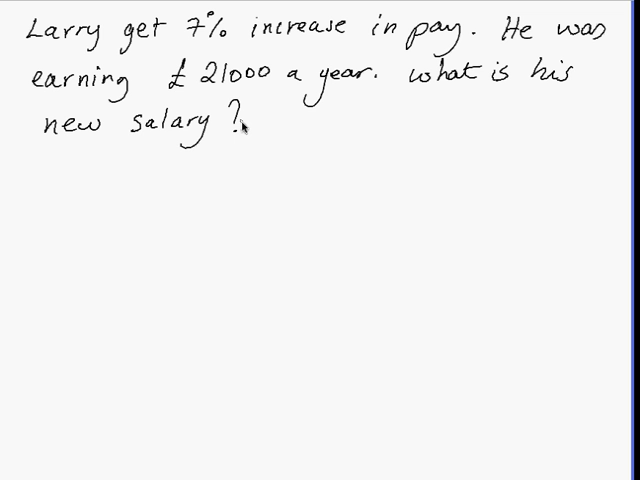 Larry get 7% increase in pay. He was
earning £21000 a year. what is his
new salary?